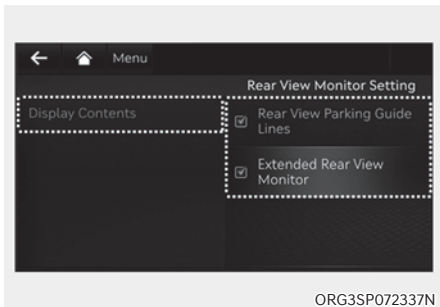 Menu
Rear View Monitor Setting
Display Contents
Rear View Parking Guide
Lines
Extended Rear View
Monitor
ORG3SP072337N